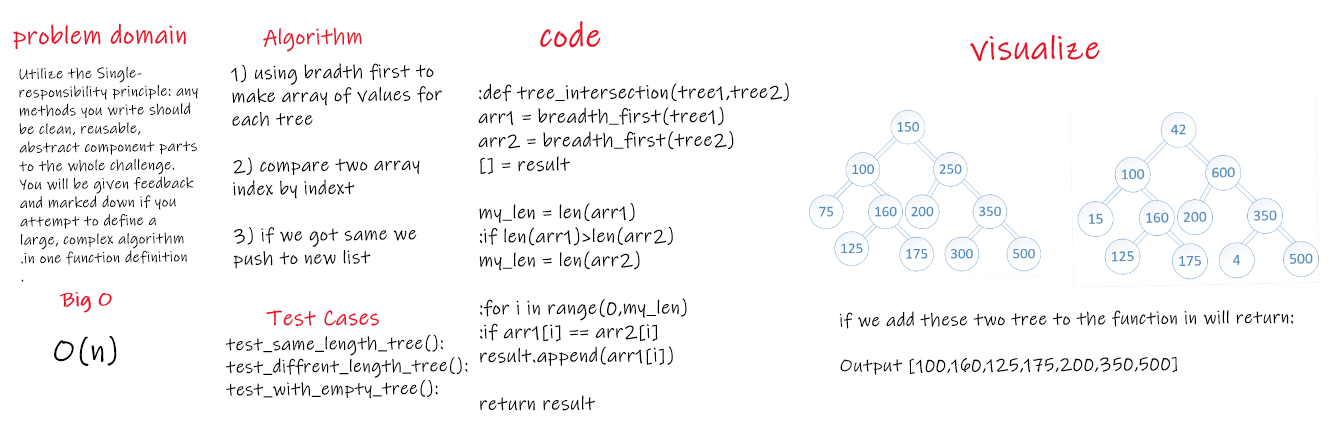 problem domain
Utilize the Single-
responsibility principle: any
methods you write should
be clean, reusable,
abstract component parts
to the whole challenge.
You will be given feedback
and marked down if you
attempt to define a
large, complex algorithm
.in one function definition
.
Big O
O(n)
Algorithm
1) using bradth first to
make array of values for
each tree
2) compare two array
index by indext
3) if we got same we
push to new list
Test Cases
test_same_length_tree():
test_diffrent_length_tree():
test_with_empty_tree():
code
:def tree_intersection(tree1,tree2)
arr1 = breadth_first(tree1)
arr2 = breadth_first(tree2)
[] = result
my_len = len(arr1)
:if len(arr1)>len(arr2)
my_len = len(arr2)
:for i in range(0,my_len)
:if arr1[i] == arr2[i]
result.append(arr1[i])
return result
visualize
150
100 250
75 160 200 350
125 175 300 500
42
100 600
15 160 200 350
125 175 4 500
if we add these two tree to the function in will return:
Output [100,160,125,175,200,350,500]